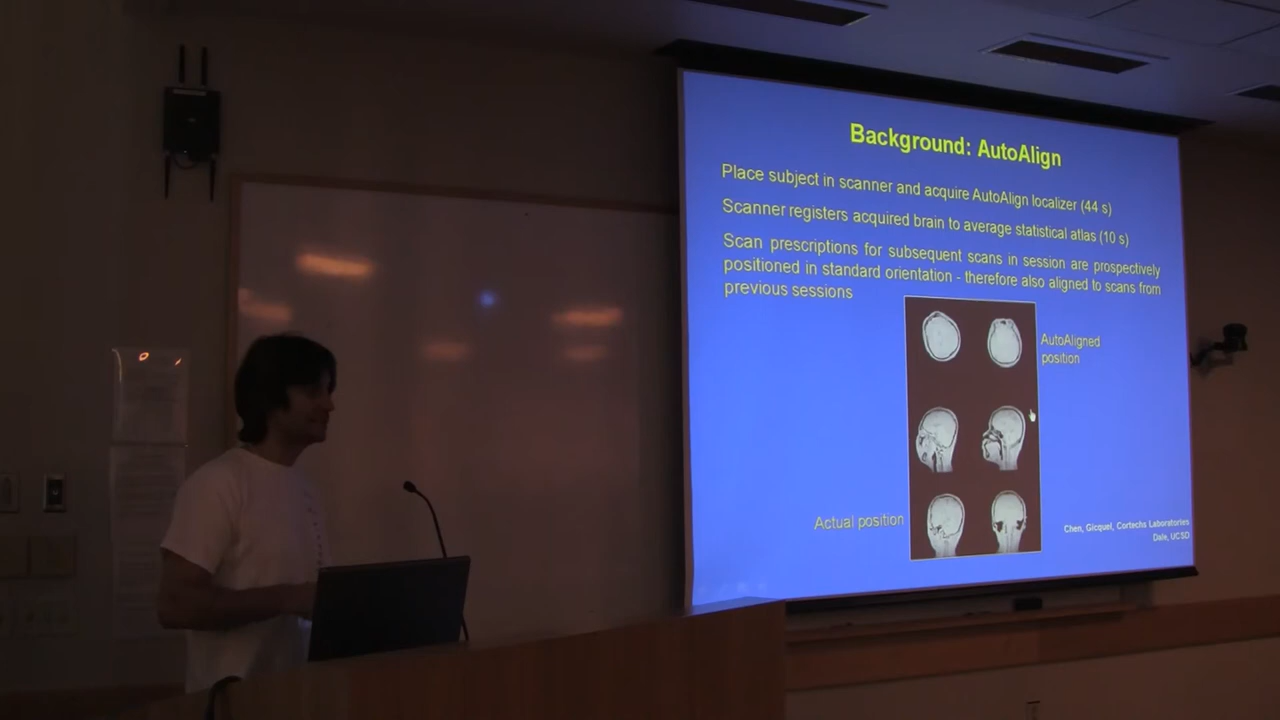 Background: AutoAlign
Place subject in scanner and acquire AutoAlign localizer (44 s)
Scanner registers acquired brain to average statistical atlas (10 s)
Scan prescriptions for subsequent scans in session are prospectively
positioned in standard orientation - therefore also aligned to scans from
previous sessions
AutoAligned
position
Actual position
Chen, Gicquel, Cortechs Laboratories
Dale, UCSD